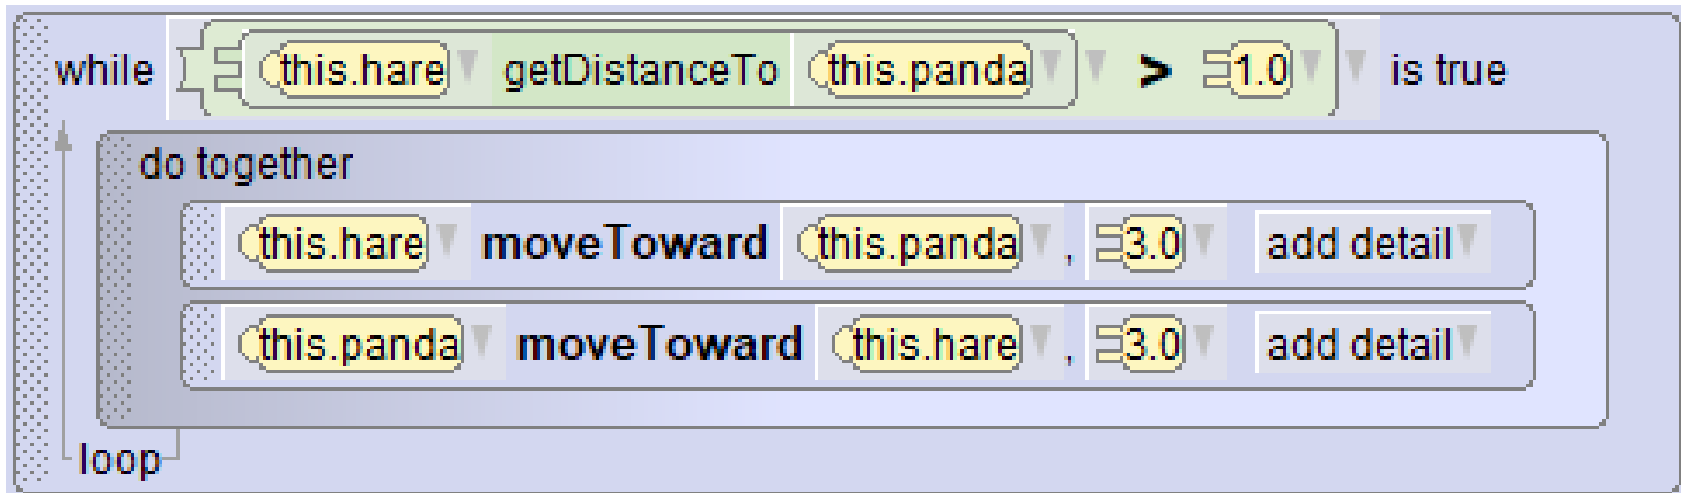 while this.hare getDistanceTo this.panda > 1.0 is true
do together
this.hare moveToward this.panda , 3.0 add detail
this.panda moveToward this.hare , 3.0 add detail
loop